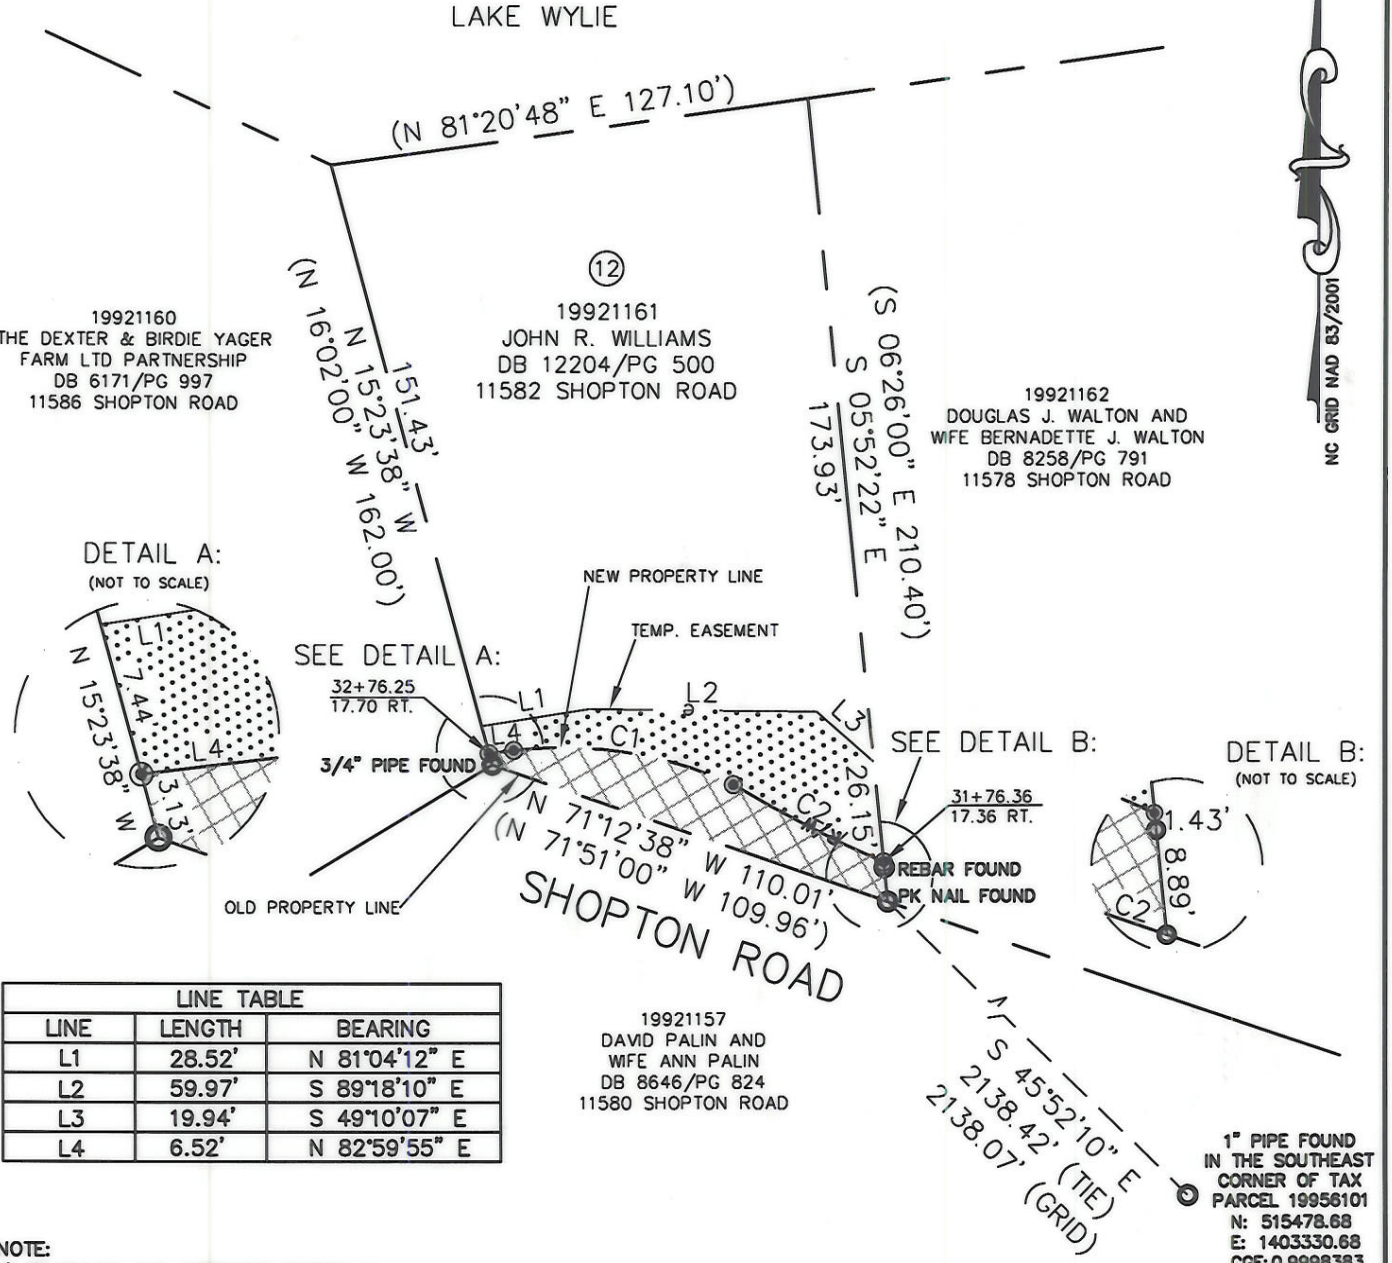 LAKE WYLIE
(N 81°20'48" E 127.10')
NC GRID NAD 83/2001
12
19921161
JOHN R. WILLIAMS
DB 12204/PG 500
11582 SHOPTON ROAD
19921160
THE DEXTER & BIRDIE YAGER
FARM LTD PARTNERSHIP
DB 6171/PG 997
11586 SHOPTON ROAD
151.43'
N 15°23'38" W
(N 16°02'00" W 162.00')
(S 06°26'00" E 210.40')
S 05°52'22" E
173.93'
19921162
DOUGLAS J. WALTON AND
WIFE BERNADETTE J. WALTON
DB 8258/PG 791
11578 SHOPTON ROAD
DETAIL A:
(NOT TO SCALE)
L1
7.44'
N 15°23'38" W
L4
3.13'
NEW PROPERTY LINE
TEMP. EASEMENT
SEE DETAIL A:
32+76.25
17.70 RT.
3/4" PIPE FOUND
L1
L2
L3
L4
C1
C2
26.15'
SEE DETAIL B:
31+76.36
17.36 RT.
REBAR FOUND
PK NAIL FOUND
DETAIL B:
(NOT TO SCALE)
1.43'
8.89'
C2
N 71°12'38" W 110.01'
(N 71°51'00" W 109.96')
OLD PROPERTY LINE
SHOPTON ROAD
LINE TABLE
LINE LENGTH BEARING
L1 28.52' N 81°04'12" E
L2 59.97' S 89°18'10" E
L3 19.94' S 49°10'07" E
L4 6.52' N 82°59'55" E
19921157
DAVID PALIN AND
WIFE ANN PALIN
DB 8646/PG 824
11580 SHOPTON ROAD
S 45°52'10" E
2138.42' (TIE)
2138.07' (GRID)
1" PIPE FOUND
IN THE SOUTHEAST
CORNER OF TAX
PARCEL 19956101
N: 515478.68
E: 1403330.68
CGF: 0.9998383
NOTE: